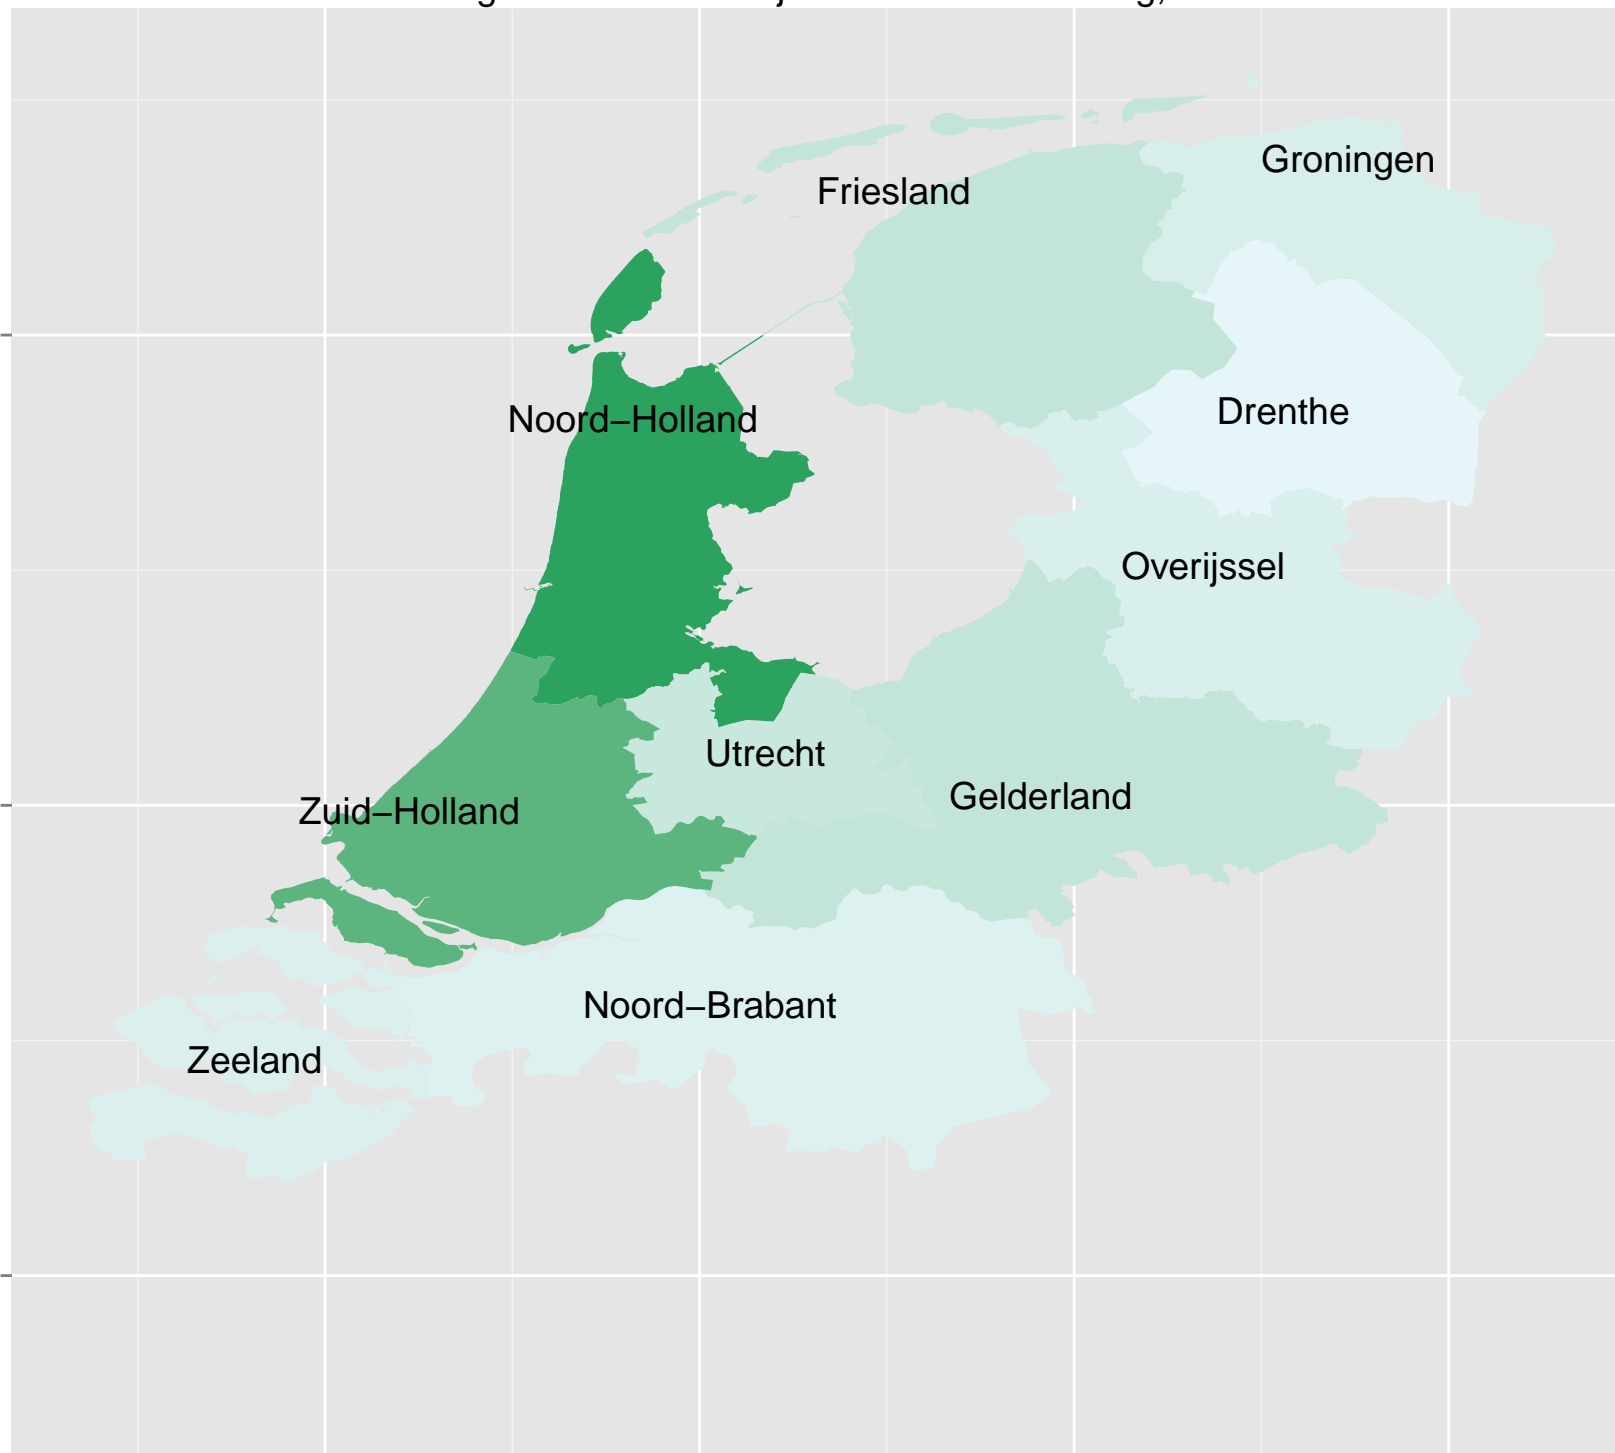 Groningen
Friesland
Drenthe
Noord−Holland
Overijssel
Utrecht
Gelderland
Zuid−Holland
Noord−Brabant
Zeeland